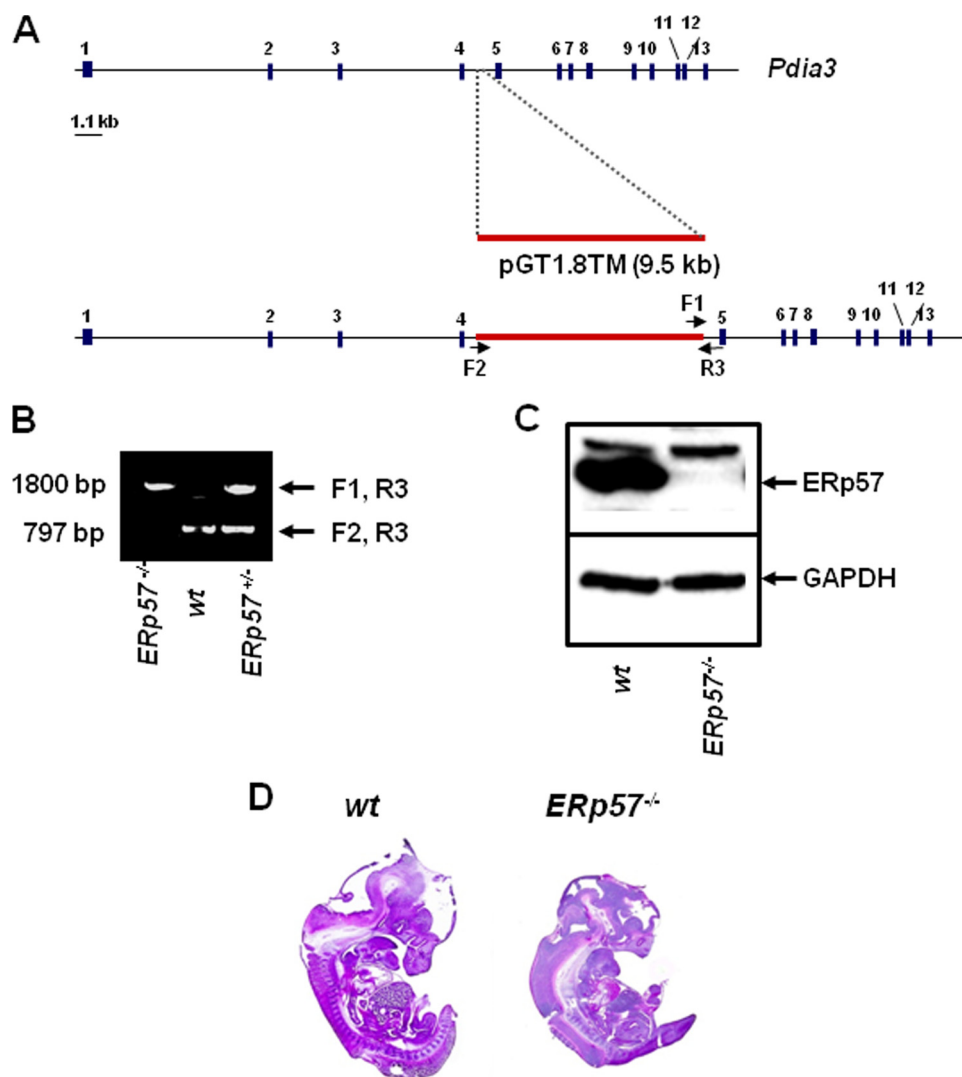 A
1 2 3 4 5 6 7 8 9 10 11 12 13
Pdia3
1.1 kb
pGT1.8TM (9.5 kb)
F1
1 2 3 4 5 6 7 8 9 10 11 12 13
F2 R3
B
1800 bp F1, R3
797 bp F2, R3
ERp57-/- wt ERp57+/-
C
ERp57
GAPDH
wt ERp57-/-
D
wt ERp57-/-